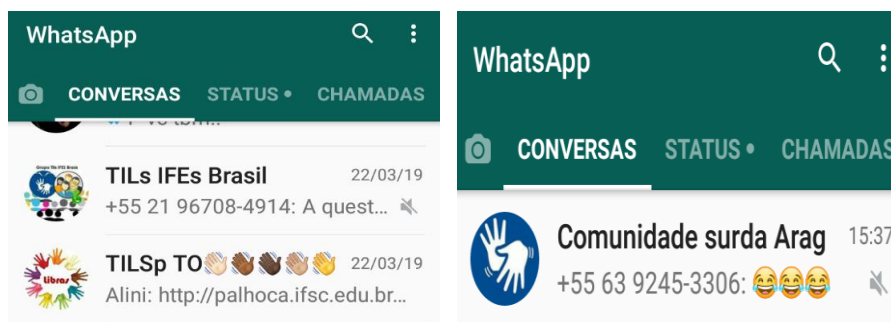 WhatsApp
CONVERSAS STATUS CHAMADAS
TILs IFEs Brasil 22/03/19
+55 21 96708-4914: A quest...
Libras
TILSp TO👋🏻👋🏾👋🏿👋🏼👋 22/03/19
Alini: http://palhoca.ifsc.edu.br...
WhatsApp
CONVERSAS STATUS CHAMADAS
Comunidade surda Arag 15:37
+55 63 9245-3306: 😂😂😂